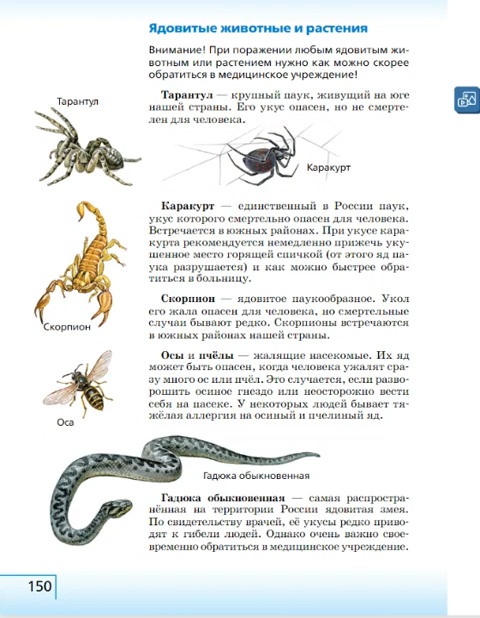 Ядовитые животные и растения
Внимание! При поражении любым ядовитым жи-
вотным или растением нужно как можно скорее
обратиться в медицинское учреждение!
Тарантул
Тарантул — крупный паук, живущий на юге
нашей страны. Его укус опасен, но не смерте-
лен для человека.
Каракурт
Каракурт — единственный в России паук,
укус которого смертельно опасен для человека.
Встречается в южных районах. При укусе кара-
курта рекомендуется немедленно прижечь уку-
шенное место горящей спичкой (от этого яд па-
ука разрушается) и как можно быстрее обра-
титься в больницу.
Скорпион
Скорпион — ядовитое паукообразное. Укол
его жала опасен для человека, но смертельные
случаи бывают редко. Скорпионы встречаются
в южных районах нашей страны.
Осы и пчёлы — жалящие насекомые. Их яд
может быть опасен, когда человека ужалят сра-
зу много ос или пчёл. Это случается, если разво-
рошить осиное гнездо или неосторожно вести
себя на пасеке. У некоторых людей бывает тя-
жёлая аллергия на осиный и пчелиный яд.
Оса
Гадюка обыкновенная
Гадюка обыкновенная — самая распростра-
нённая на территории России ядовитая змея.
По свидетельству врачей, её укусы редко приво-
дят к гибели людей. Однако очень важно свое-
временно обратиться в медицинское учреждение.
150